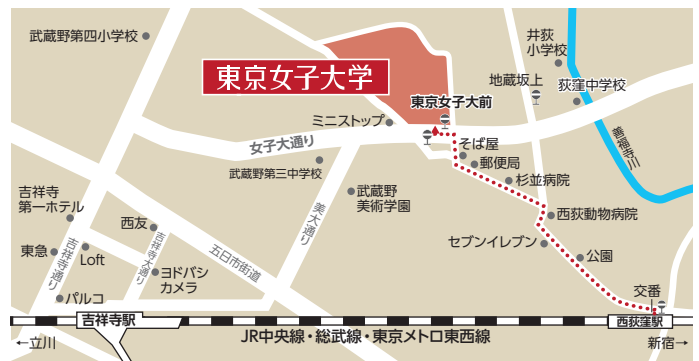 武蔵野第四小学校
井荻
小学校
東京女子大学
地蔵坂上
荻窪中学校
東京女子大前
ミニストップ
女子大通り
そば屋
善福寺川
郵便局
武蔵野第三中学校
杉並病院
吉祥寺
第一ホテル
武蔵野
美術学園
西友
美大通り
西荻動物病院
東急
吉祥寺通り
Loft
吉祥寺大通り
五日市街道
セブンイレブン
公園
ヨドバシ
カメラ
パルコ
交番
吉祥寺駅
西荻窪駅
JR中央線・総武線・東京メトロ東西線
←立川
新宿→